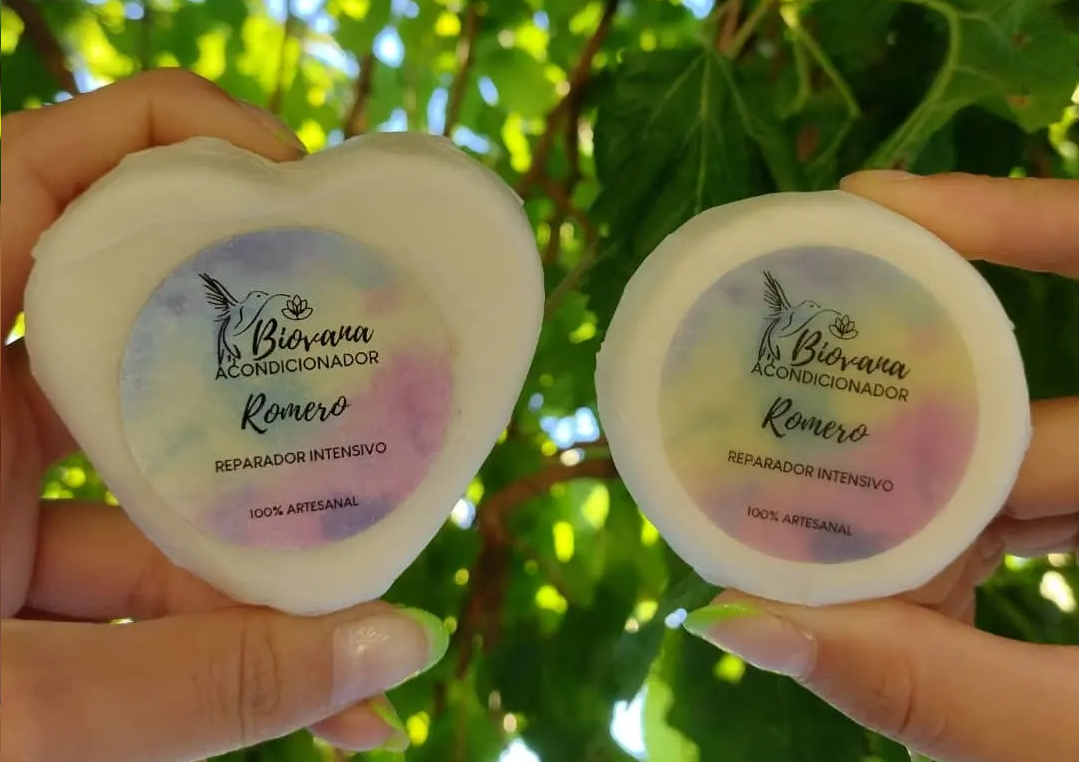 Biovana
ACONDICIONADOR
Romero
REPARADOR INTENSIVO
100% ARTESANAL
Biovana
ACONDICIONADOR
Romero
REPARADOR INTENSIVO
100% ARTESANAL